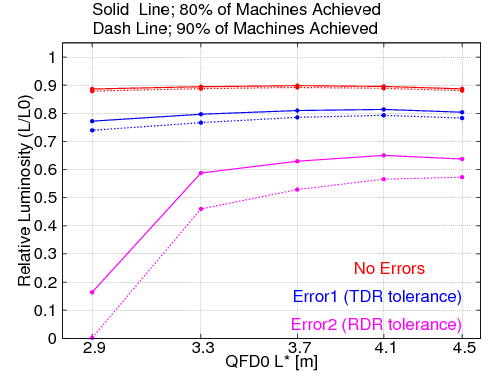 Solid Line; 80% of Machines Achieved
Dash Line; 90% of Machines Achieved
1
0.9
0.8
0.7
0.6
0.5
0.4
0.3
0.2
0.1
0
Relative Luminosity (L/L0)
No Errors
Error1 (TDR tolerance)
Error2 (RDR tolerance)
2.9 3.3 3.7 4.1 4.5
QFD0 L* [m]